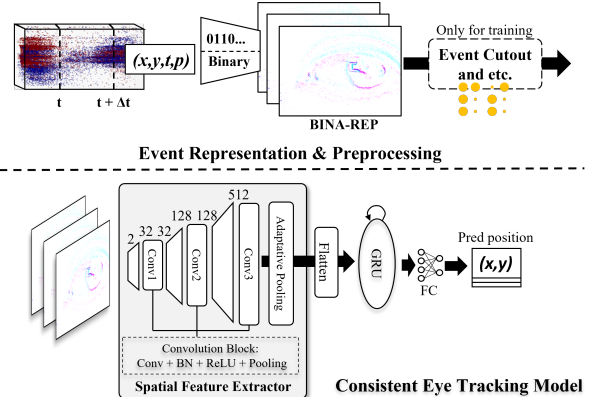 Only for training
(x,y,t,p)
0110...
Binary
Event Cutout
and etc.
t
t + Δt
BINA-REP
Event Representation & Preprocessing
2
32
32
128
128
512
Conv1
Conv2
Conv3
Adaptative Pooling
Flatten
GRU
FC
Pred position
(x,y)
Convolution Block:
Conv + BN + ReLU + Pooling
Spatial Feature Extractor
Consistent Eye Tracking Model